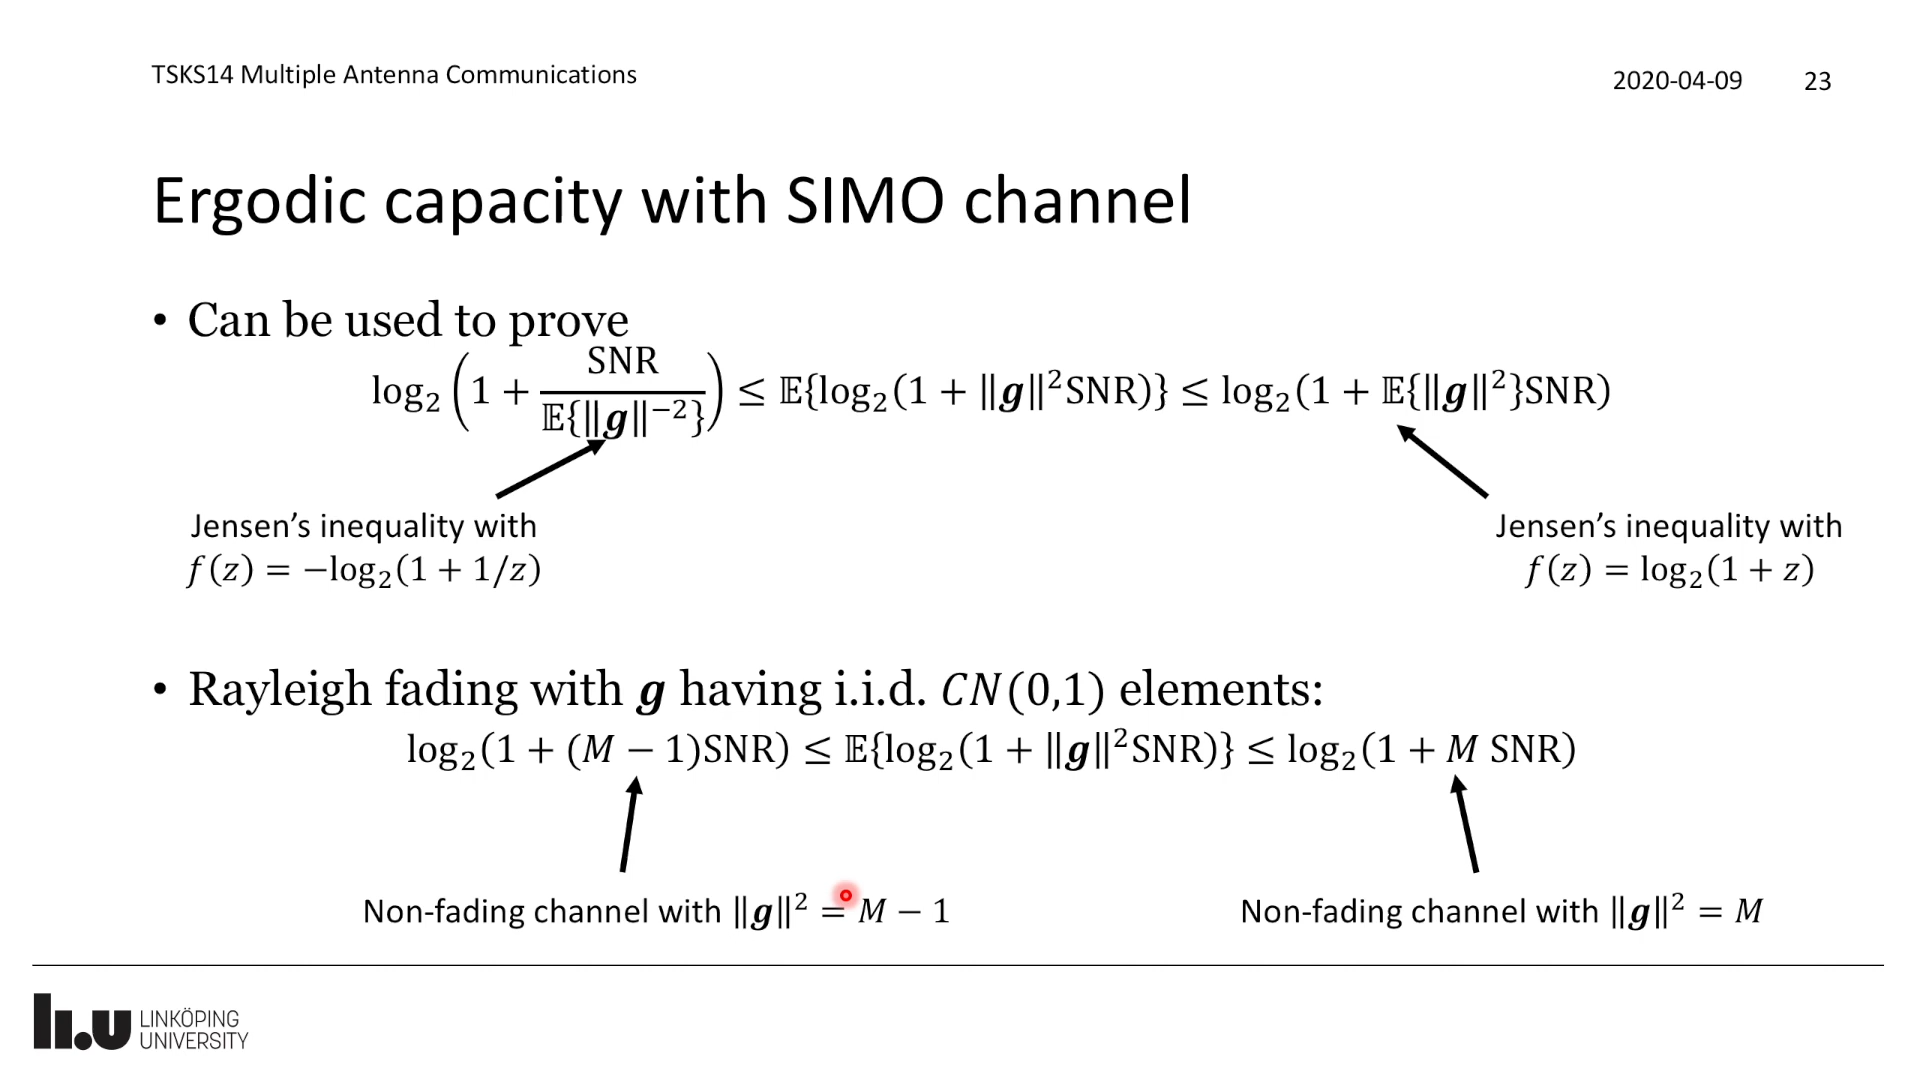 TSKS14 Multiple Antenna Communications
2020-04-09 23
Ergodic capacity with SIMO channel
• Can be used to prove
log₂(1 + SNR/𝔼{‖𝒈‖⁻²}) ≤ 𝔼{log₂(1 + ‖𝒈‖²SNR)} ≤ log₂(1 + 𝔼{‖𝒈‖²}SNR)
Jensen’s inequality with
f(z) = −log₂(1 + 1/z)
Jensen’s inequality with
f(z) = log₂(1 + z)
• Rayleigh fading with 𝒈 having i.i.d. CN(0,1) elements:
log₂(1 + (M − 1)SNR) ≤ 𝔼{log₂(1 + ‖𝒈‖²SNR)} ≤ log₂(1 + M SNR)
Non-fading channel with ‖𝒈‖² = M − 1
Non-fading channel with ‖𝒈‖² = M
li.u LINKÖPING
UNIVERSITY